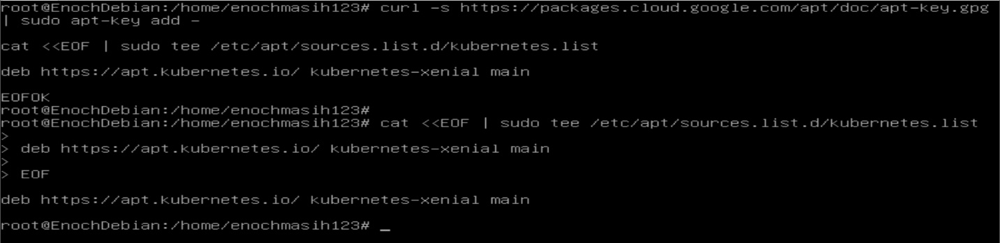 root@EnochDebian:/home/enochmasih123# curl -s https://packages.cloud.google.com/apt/doc/apt-key.gpg
| sudo apt-key add -
cat <<EOF | sudo tee /etc/apt/sources.list.d/kubernetes.list
deb https://apt.kubernetes.io/ kubernetes-xenial main
EOFOK
root@EnochDebian:/home/enochmasih123#
root@EnochDebian:/home/enochmasih123# cat <<EOF | sudo tee /etc/apt/sources.list.d/kubernetes.list
>
> deb https://apt.kubernetes.io/ kubernetes-xenial main
>
> EOF
deb https://apt.kubernetes.io/ kubernetes-xenial main
root@EnochDebian:/home/enochmasih123# _